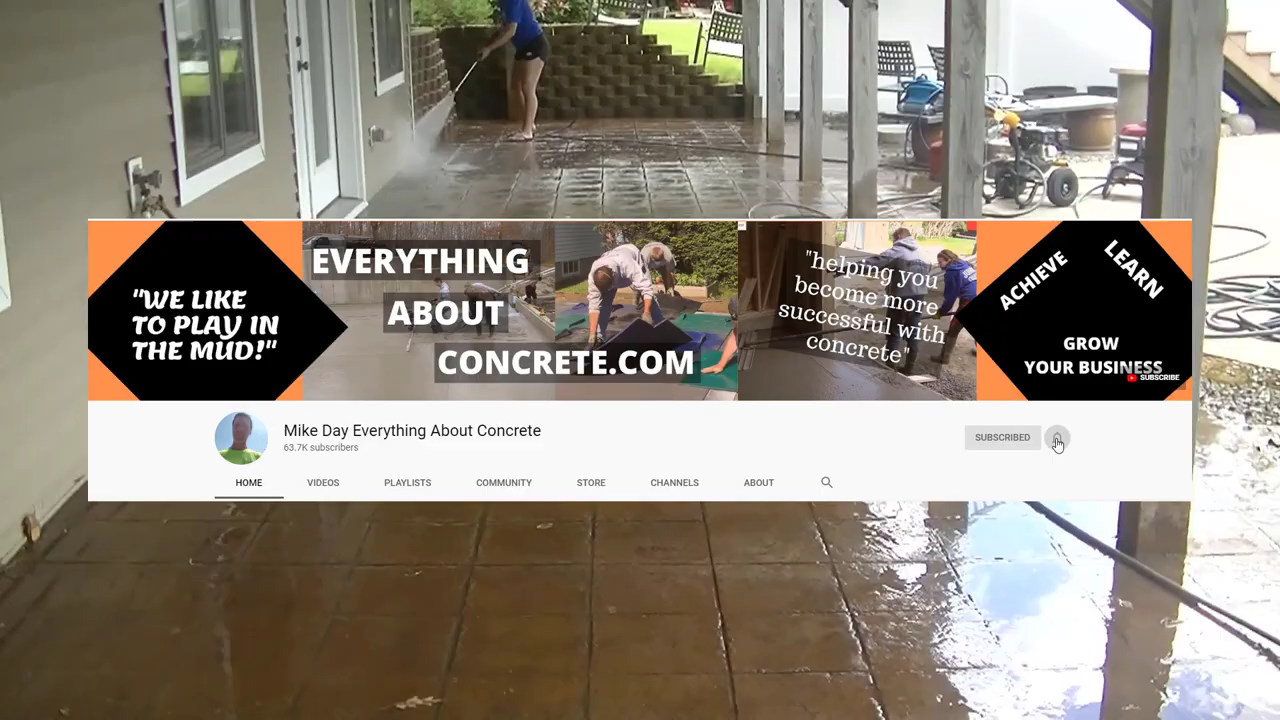 "WE LIKE
TO PLAY IN
THE MUD!"
EVERYTHING
ABOUT
CONCRETE.COM
"helping you
become more
successful with
concrete"
ACHIEVE
LEARN
GROW
YOUR BUSINESS
SUBSCRIBE
Mike Day Everything About Concrete
63.7K subscribers
SUBSCRIBED
HOME VIDEOS PLAYLISTS COMMUNITY STORE CHANNELS ABOUT